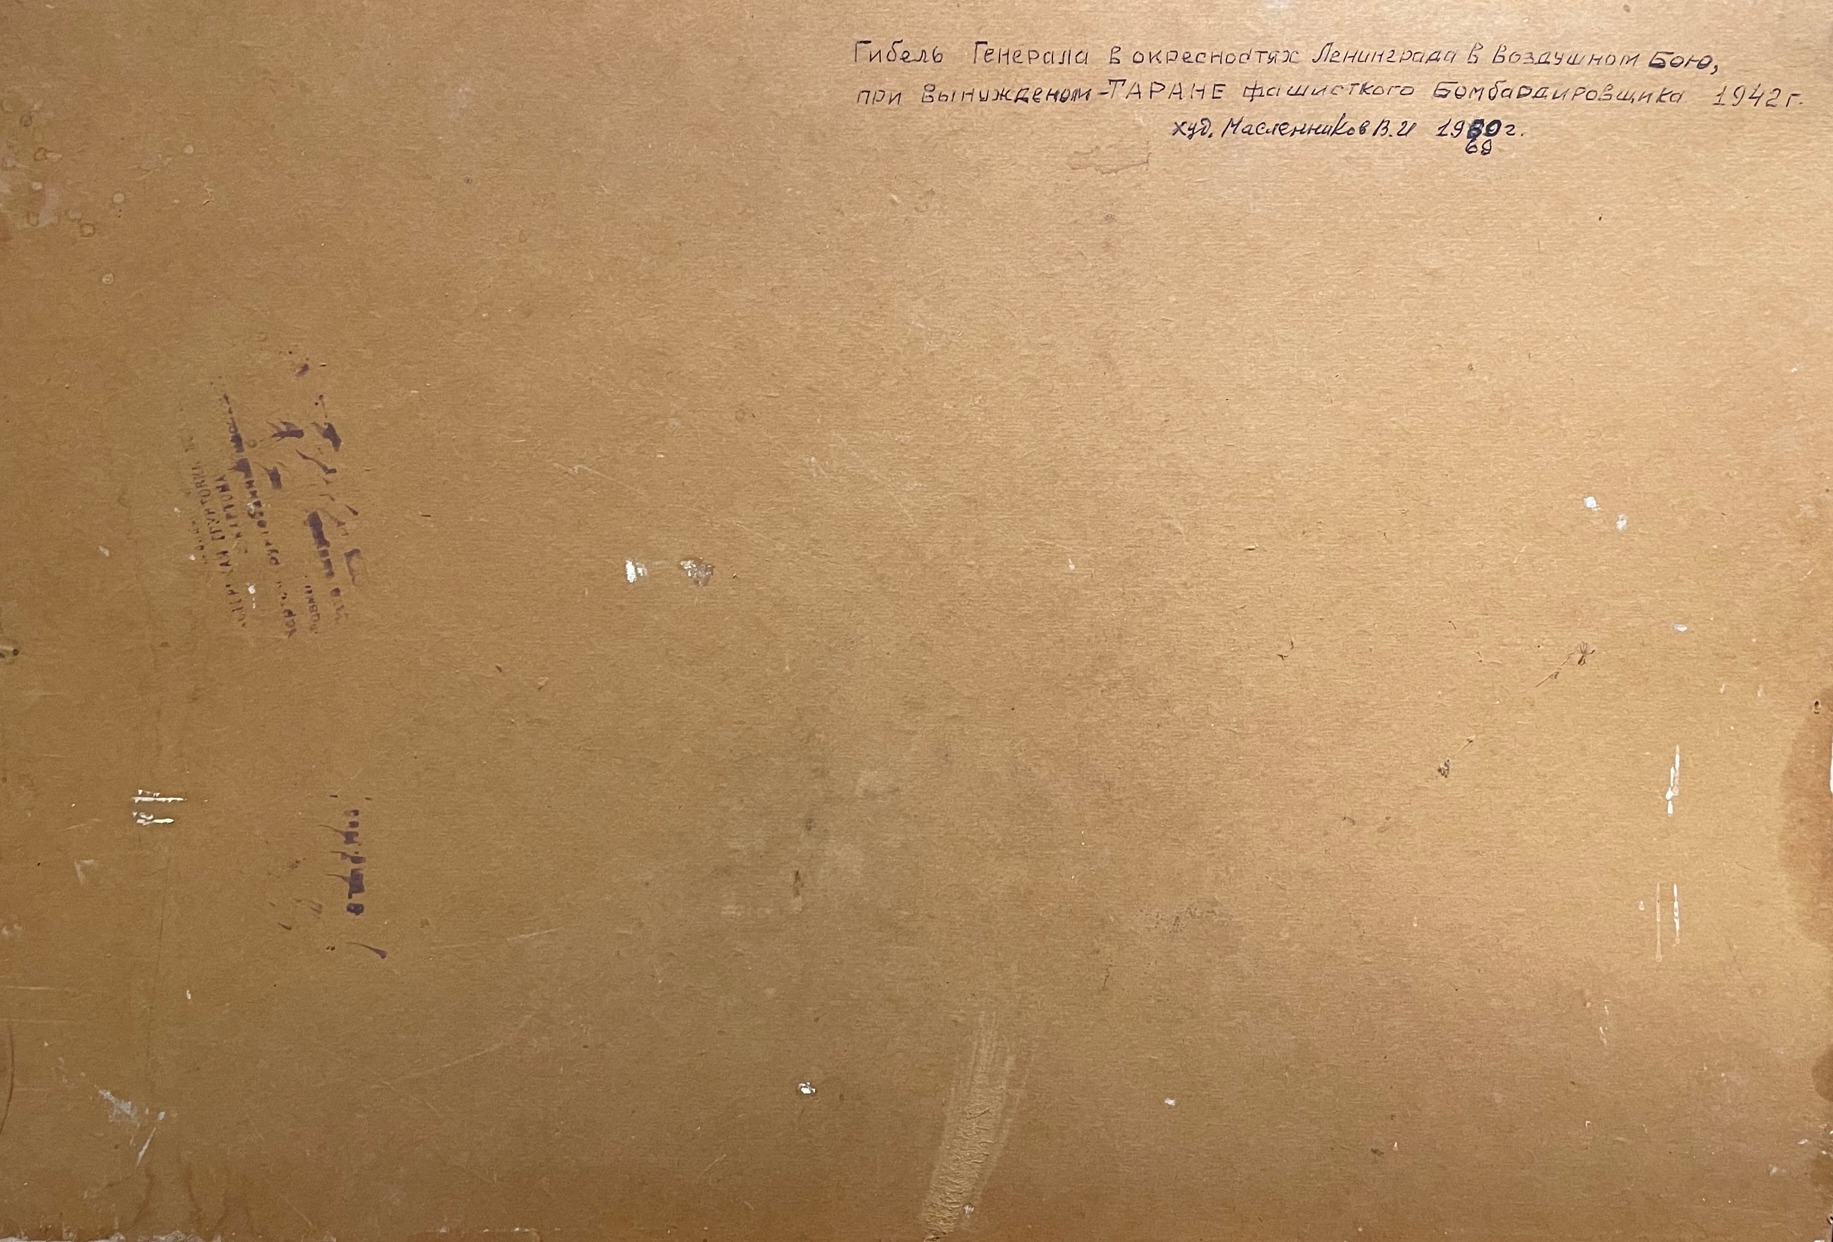 Гибель Генерала в окресностях Ленинграда в воздушном Бою,
при вынужденом-ТАРАНЕ фашисткого Бомбардировщика 1942г.
худ. Масленников В.И 1980г.
69